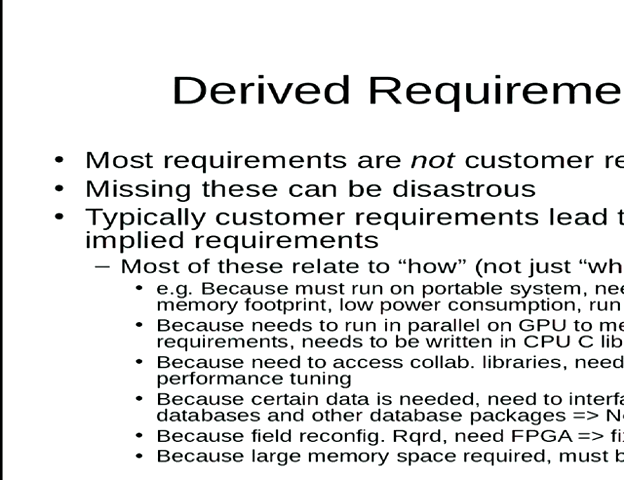 Derived Requireme
• Most requirements are not customer re
• Missing these can be disastrous
• Typically customer requirements lead t
implied requirements
– Most of these relate to “how” (not just “wh
• e.g. Because must run on portable system, nee
memory footprint, low power consumption, run
• Because needs to run in parallel on GPU to me
requirements, needs to be written in CPU C lib
• Because need to access collab. libraries, need
performance tuning
• Because certain data is needed, need to interfa
databases and other database packages => N
• Because field reconfig. Rqrd, need FPGA => fi
• Because large memory space required, must b